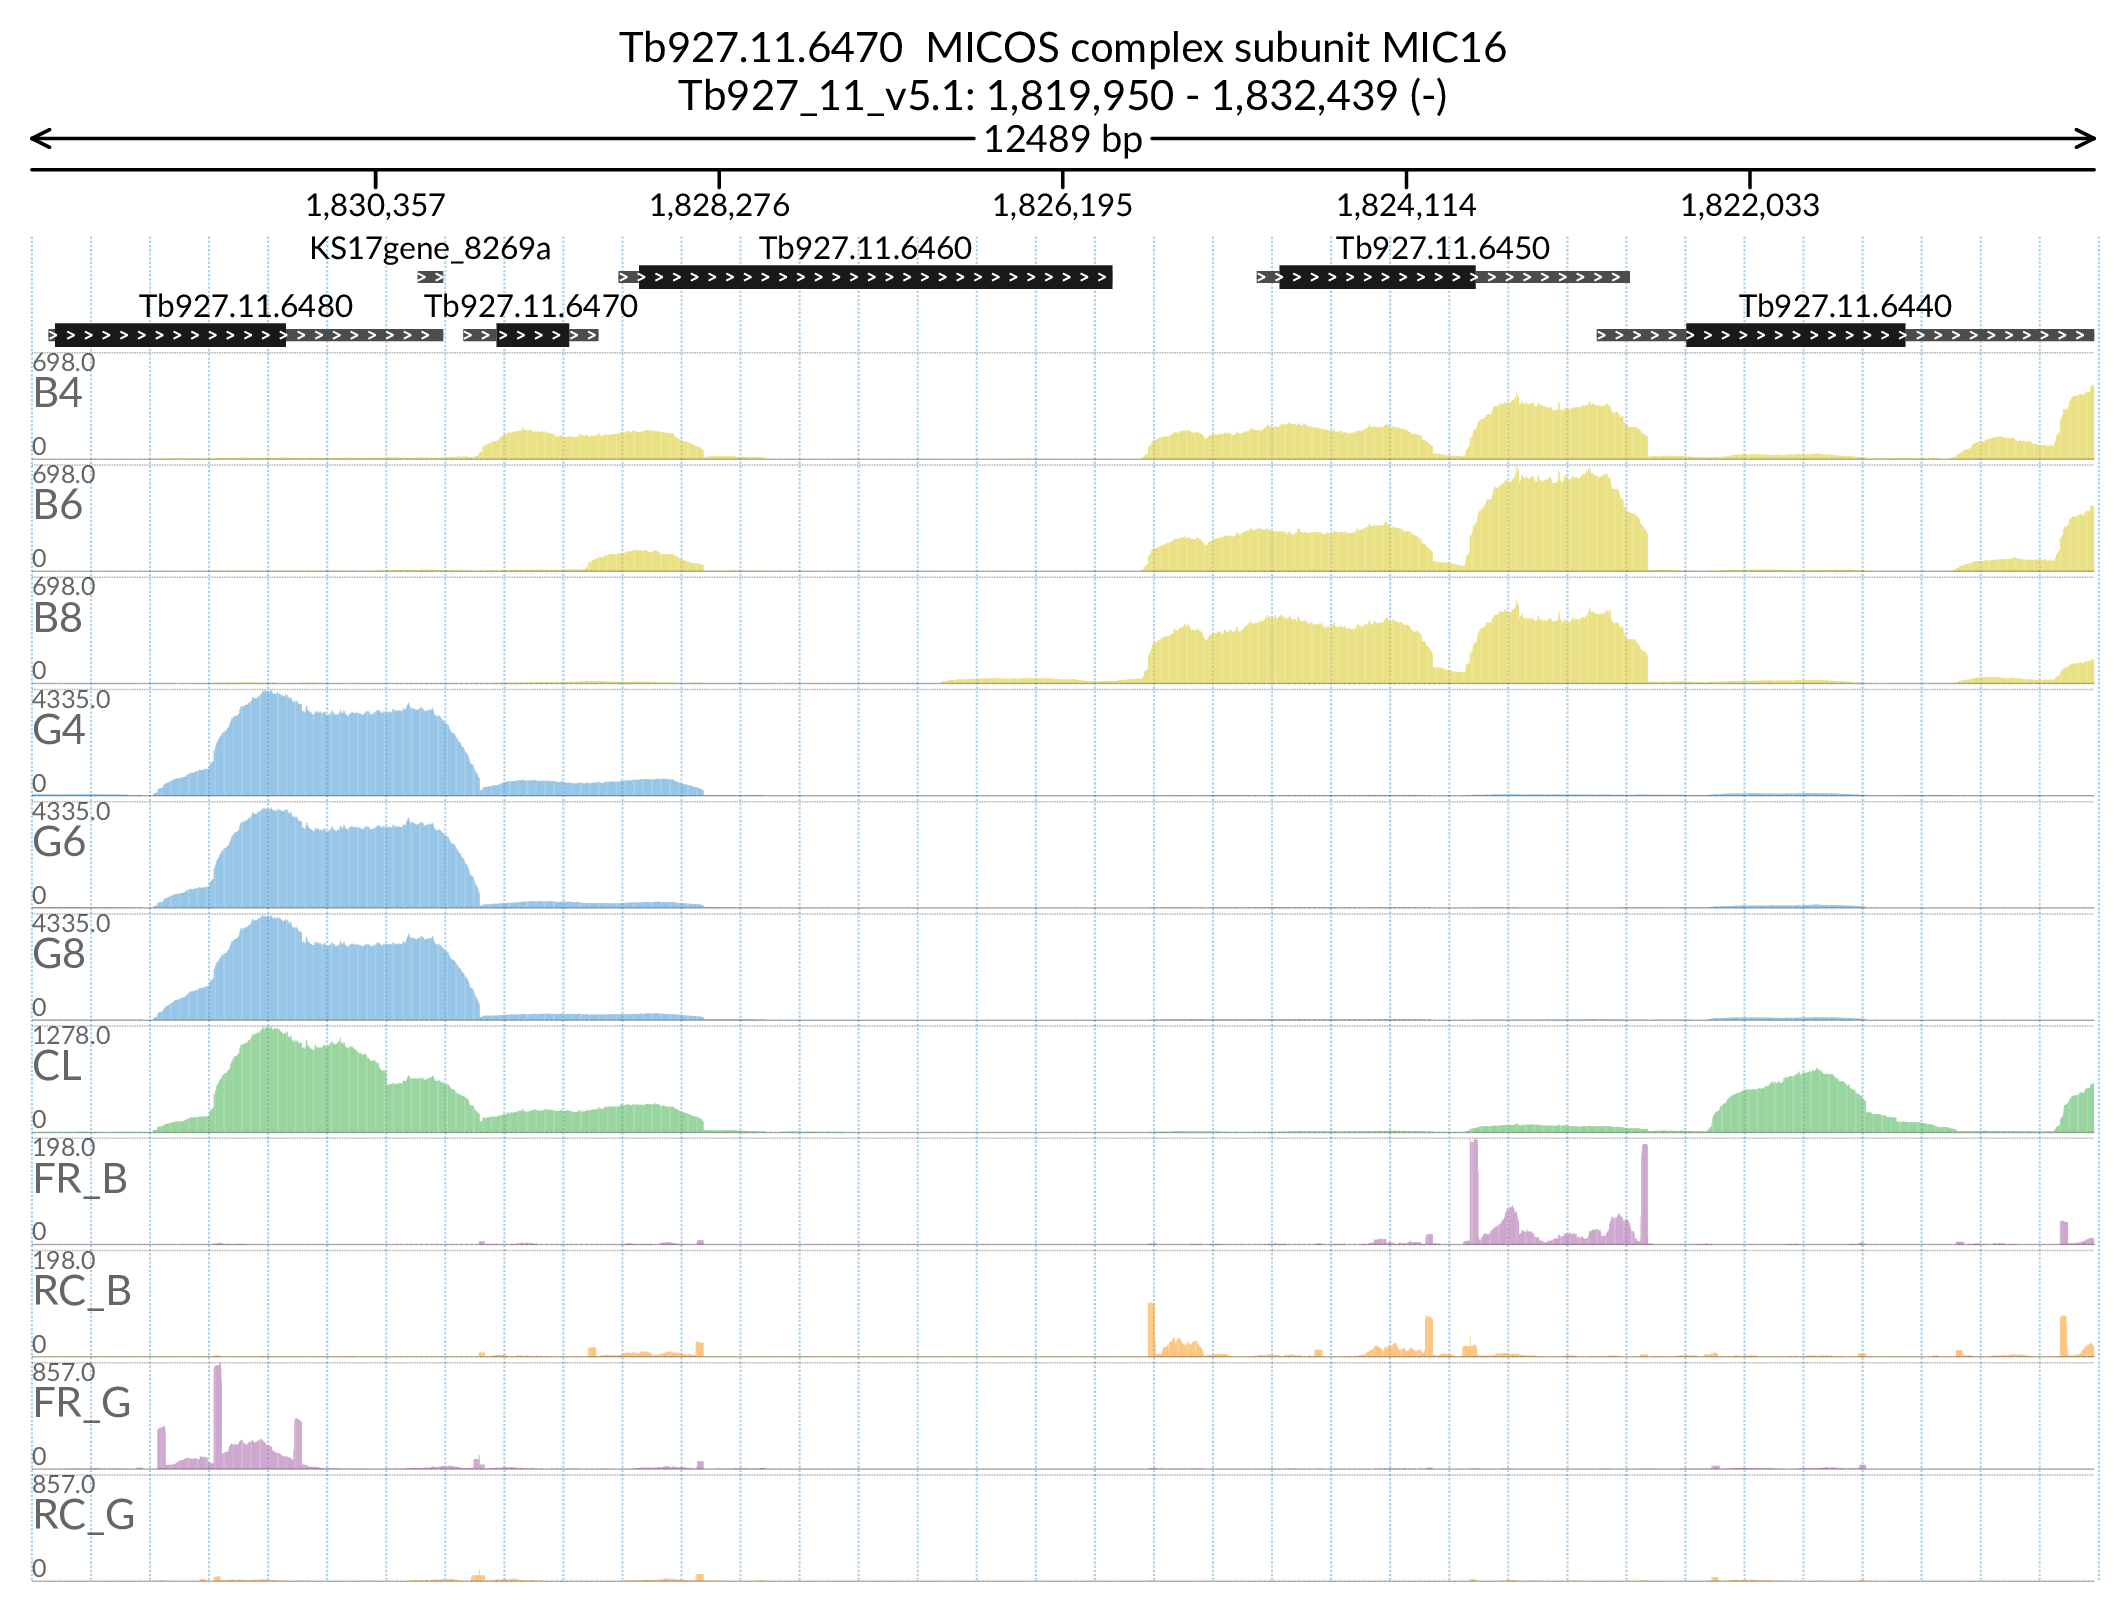 Tb927.11.6470  MICOS complex subunit MIC16
Tb927_11_v5.1: 1,819,950 - 1,832,439 (-)
12489 bp
1,830,357 1,828,276 1,826,195 1,824,114 1,822,033
KS17gene_8269a Tb927.11.6460 Tb927.11.6450
Tb927.11.6480 Tb927.11.6470 Tb927.11.6440
698.0
B4
0
698.0
B6
0
698.0
B8
0
4335.0
G4
0
4335.0
G6
0
4335.0
G8
0
1278.0
CL
0
198.0
FR_B
0
198.0
RC_B
0
857.0
FR_G
0
857.0
RC_G
0